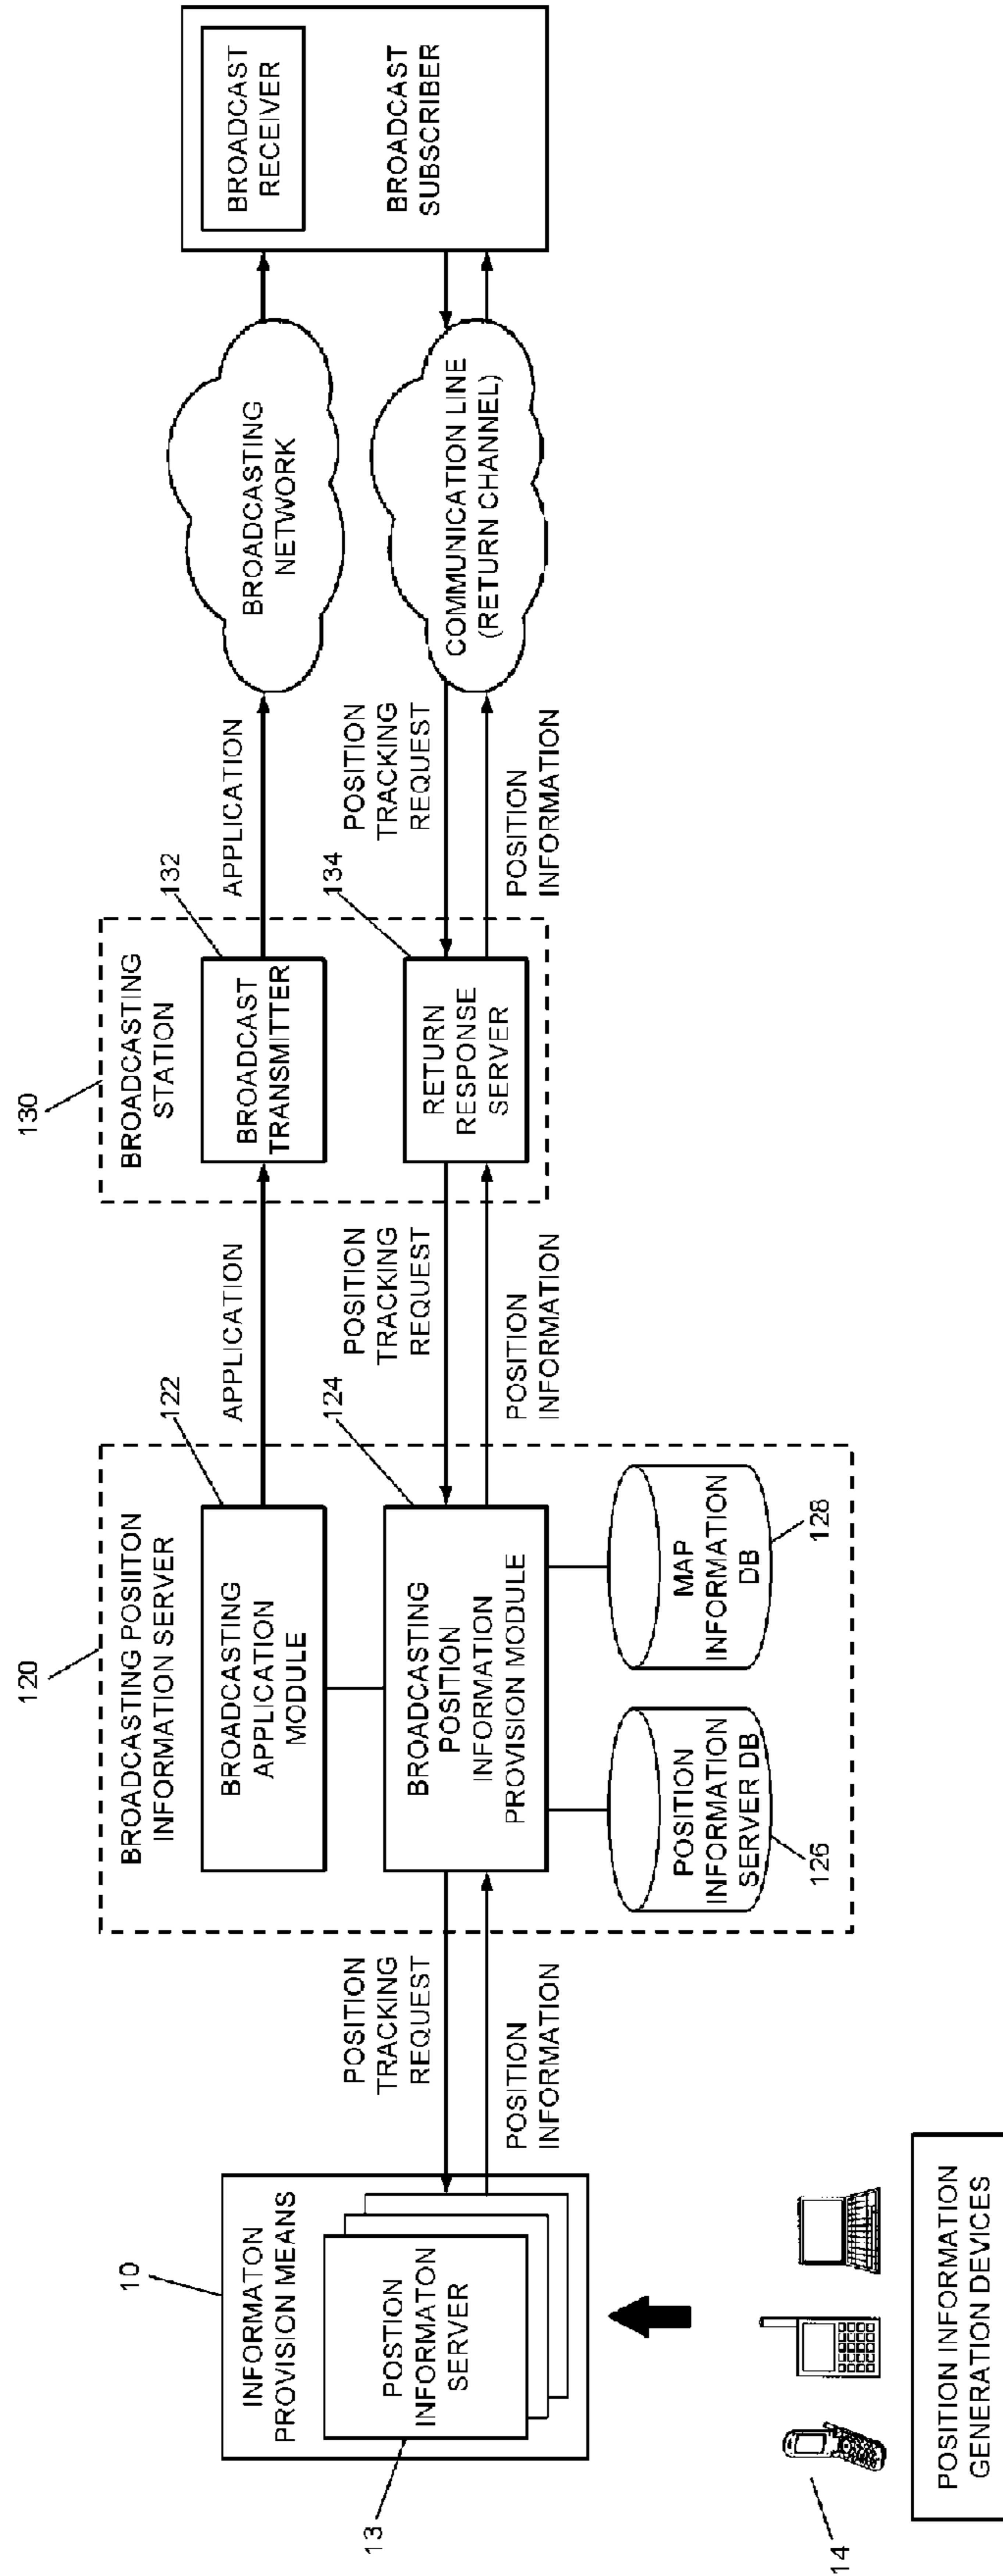 10
INFORMATON
PROVISION MEANS
POSTION
INFORMATON
SERVER
13
14
POSITION INFORMATION
GENERATION DEVICES
POSITION
TRACKING
REQUEST
POSITION
INFORMATION
120
BROADCASTING POSIITON
INFORMATION SERVER
122
BROADCASTING
APPLICATION
MODULE
124
BROADCASTING
POSITION
INFORMATION
PROVISION MODULE
POSITION
INFORMATION
SERVER DB
126
MAP
INFORMATION
DB
128
APPLICATION
POSITION
TRACKING
REQUEST
POSITION
INFORMATION
130
BROADCASTING
STATION
132
BROADCAST
TRANSMITTER
134
RETURN
RESPONSE
SERVER
APPLICATION
POSITION
TRACKING
REQUEST
POSITION
INFORMATION
BROADCASTING
NETWORK
COMMUNICATION LINE
(RETURN CHANNEL)
BROADCAST
RECEIVER
BROADCAST
SUBSCRIBER